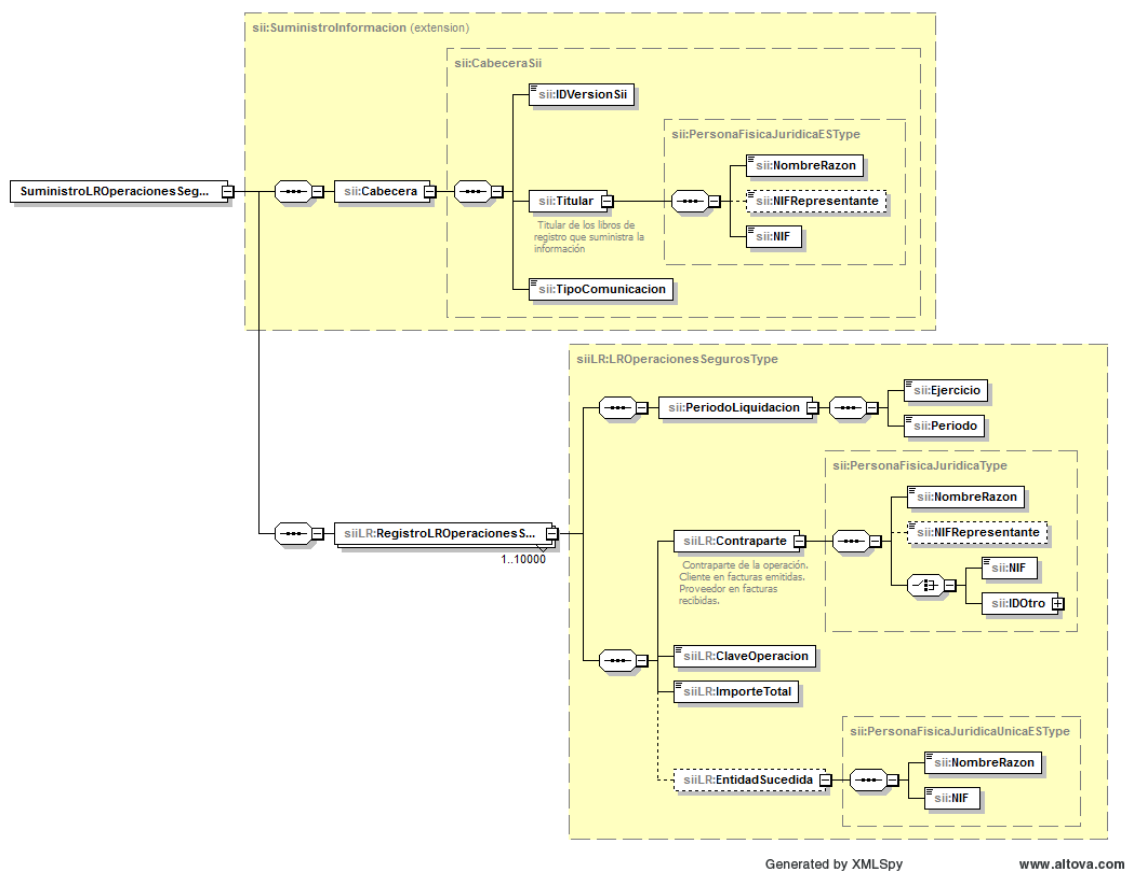 sii:SuministroInformacion (extension)
sii:CabeceraSii
sii:IDVersionSii
sii:PersonaFisicaJuridicaESType
sii:NombreRazon
SuministroLROperacionesSeg...
sii:Cabecera
sii:Titular
sii:NIFRepresentante
Titular de los libros de
registro que suministra la
información
sii:NIF
sii:TipoComunicacion
siiLR:LROperacionesSegurosType
sii:PeriodoLiquidacion
sii:Ejercicio
sii:Periodo
sii:PersonaFisicaJuridicaType
sii:NombreRazon
siiLR:RegistroLROperacionesS...
1..10000
siiLR:Contraparte
sii:NIFRepresentante
Contraparte de la operación.
Cliente en facturas emitidas.
Proveedor en facturas
recibidas.
sii:NIF
sii:IDOtro
siiLR:ClaveOperacion
siiLR:ImporteTotal
sii:PersonaFisicaJuridicaUnicaESType
sii:NombreRazon
siiLR:EntidadSucedida
sii:NIF
Generated by XMLSpy
www.altova.com